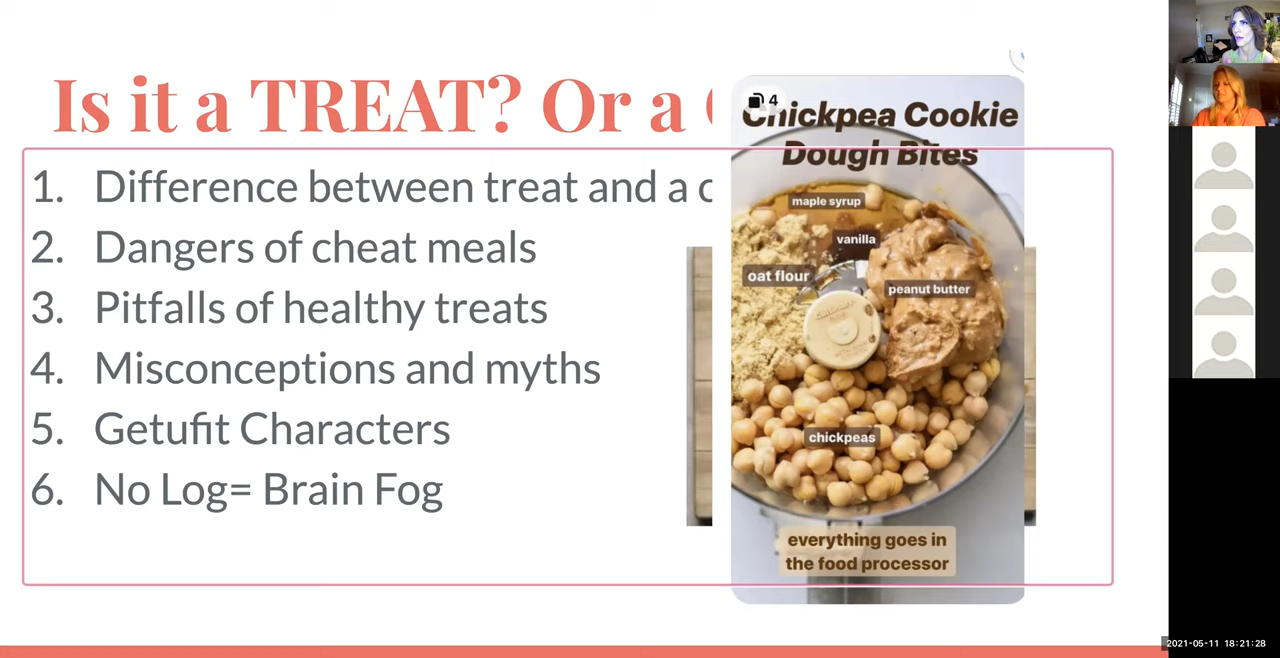 Is it a TREAT? Or a
1. Difference between treat and a c
2. Dangers of cheat meals
3. Pitfalls of healthy treats
4. Misconceptions and myths
5. Getufit Characters
6. No Log= Brain Fog
4
Chickpea Cookie
Dough Bites
maple syrup
vanilla
oat flour
peanut butter
chickpeas
everything goes in
the food processor
2021-05-11 18:21:28